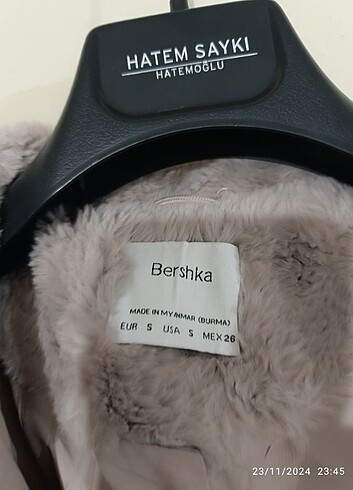 HATEM SAYKI
HATEMOĞLU
Bershka
MADE IN MYANMAR (BURMA)
EUR S USA S MEX 26
23/11/2024 23:45